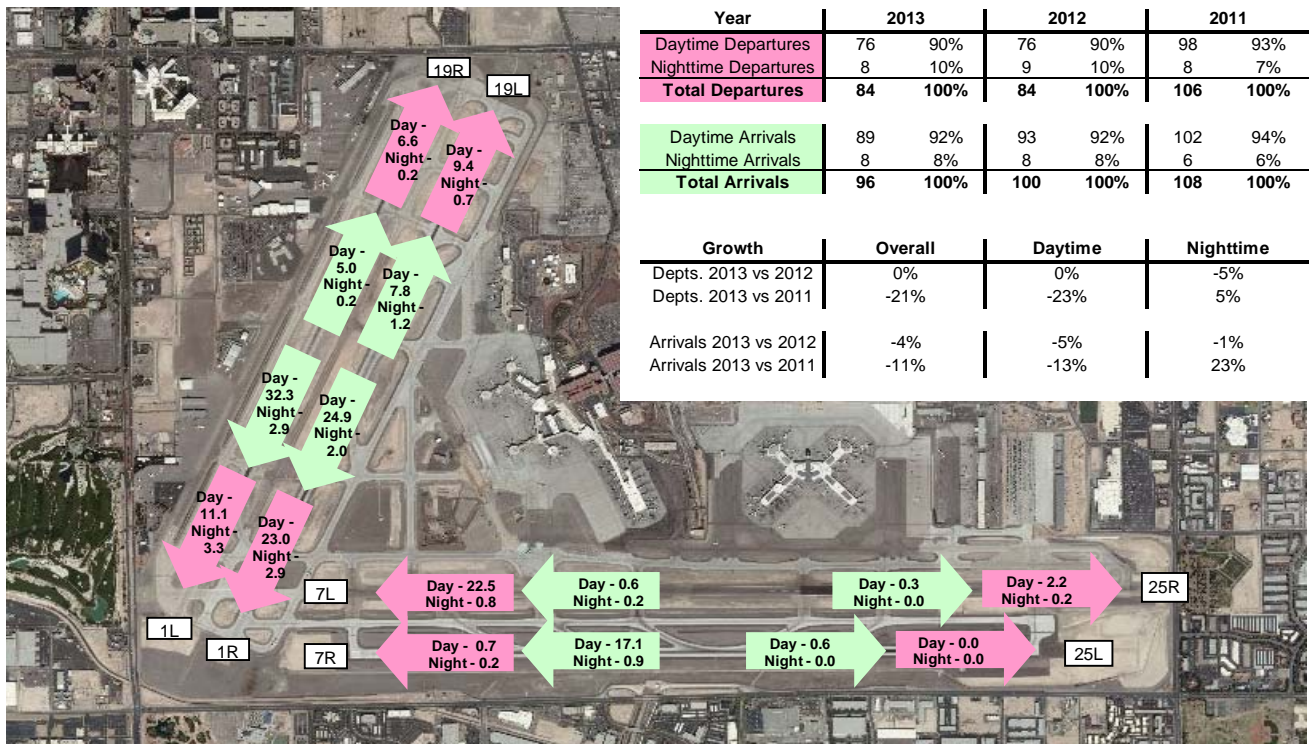 Year 2013 2012 2011
Daytime Departures 76 90% 76 90% 98 93%
Nighttime Departures 8 10% 9 10% 8 7%
Total Departures 84 100% 84 100% 106 100%
Daytime Arrivals 89 92% 93 92% 102 94%
Nighttime Arrivals 8 8% 8 8% 6 6%
Total Arrivals 96 100% 100 100% 108 100%
Growth Overall Daytime Nighttime
Depts. 2013 vs 2012 0% 0% -5%
Depts. 2013 vs 2011 -21% -23% 5%
Arrivals 2013 vs 2012 -4% -5% -1%
Arrivals 2013 vs 2011 -11% -13% 23%
19R
19L
Day -
6.6
Night -
0.2
Day -
9.4
Night -
0.7
Day -
5.0
Night -
0.2
Day -
7.8
Night -
1.2
Day -
32.3
Night -
2.9
Day -
24.9
Night -
2.0
Day -
11.1
Night -
3.3
Day -
23.0
Night -
2.9
7L
Day - 22.5
Night - 0.8
Day - 0.6
Night - 0.2
Day - 0.3
Night - 0.0
Day - 2.2
Night - 0.2
25R
1L
1R
7R
Day - 0.7
Night - 0.2
Day - 17.1
Night - 0.9
Day - 0.6
Night - 0.0
Day - 0.0
Night - 0.0
25L